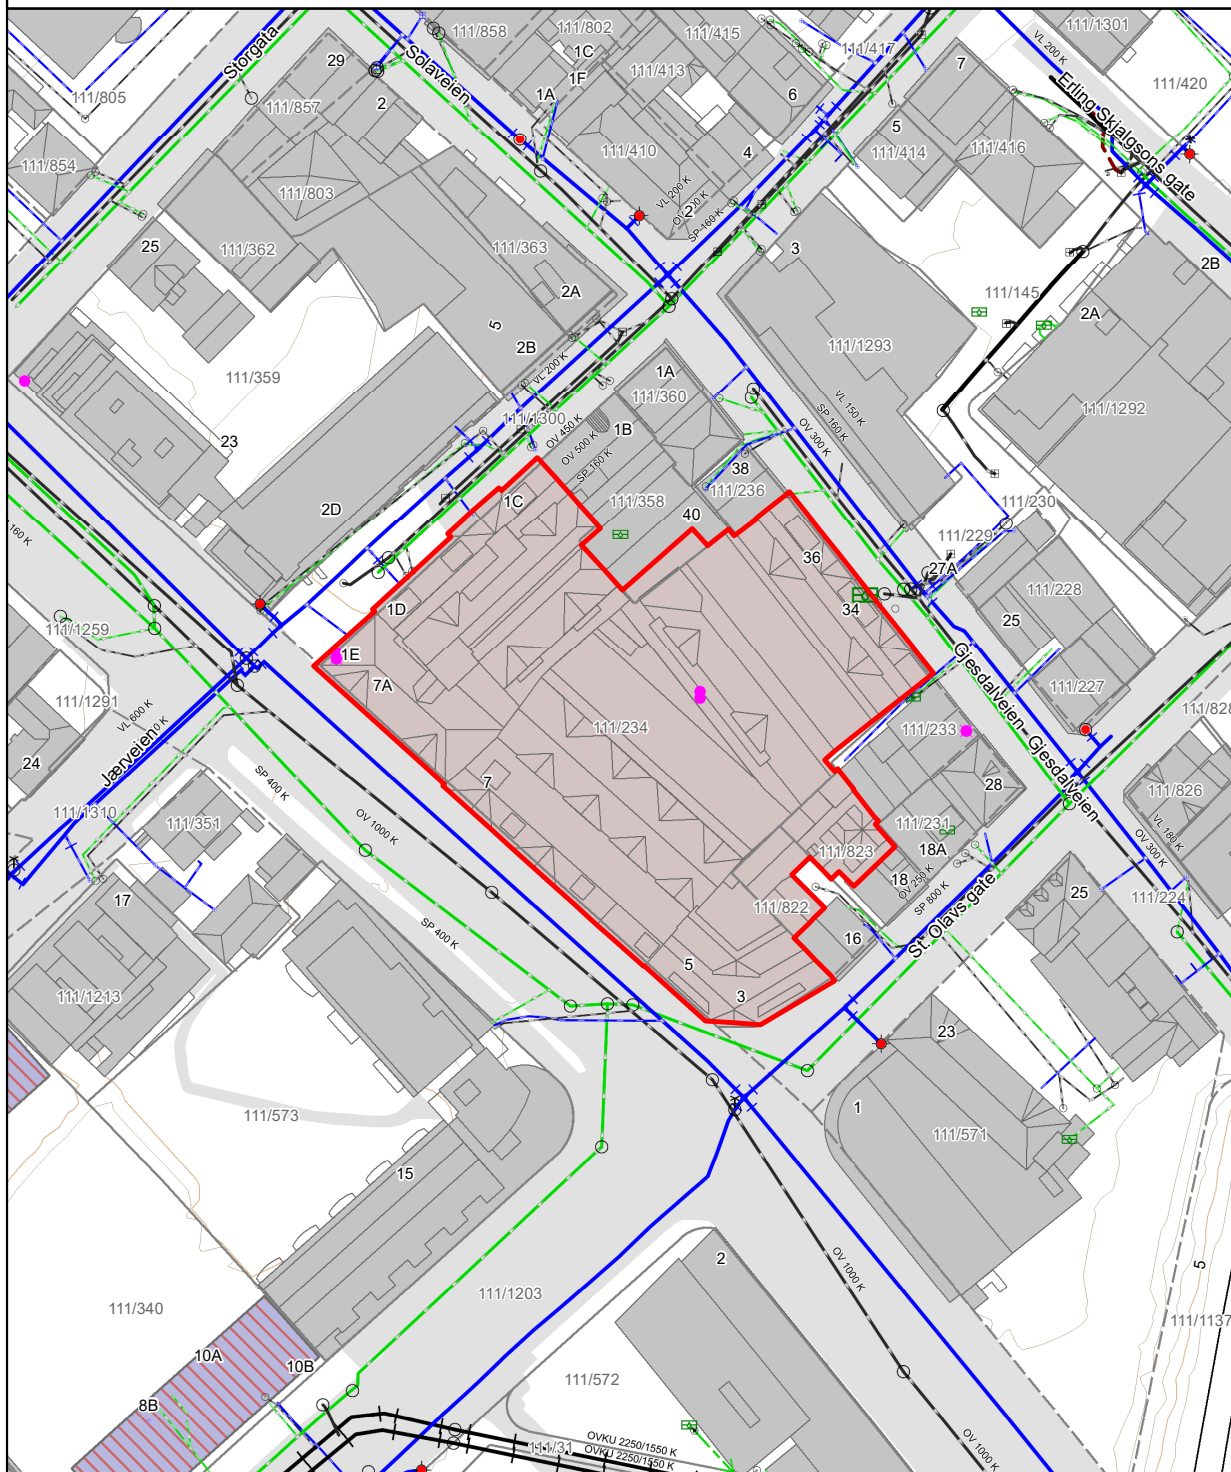 111/858
111/802
1C
111/415
111/1301
VL 200 K
Storgata
29
Solaveien
1F
111/413
111/417
7
111/420
111/805
111/857
2
1A
6
5
Erling Skjalgsons gate
111/854
111/803
111/410
4
111/414
111/416
VL 200 K
OV 200 K
SP 160 K
2
25
111/362
111/363
3
2B
2A
111/145
2A
5
2B
111/1293
111/359
VL 200 K
1A
111/360
111/1300
VL 150 K
SP 160 K
OV 300 K
111/1292
23
OV 450 K
OV 500 K
SP 160 K
1B
38
111/236
111/358
40
1C
2D
111/230
111/229
160 K
36
27A
111/228
34
1D
25
111/1259
1E
7A
Gjesdalveien
Gjesdalveien
111/227
111/1291
VL 600 K
111/234
111/233
111/828
24
Jærveien
SP 400 K
7
28
111/826
111/1310
111/351
OV 1000 K
111/231
18A
111/823
VL 180 K
OV 300 K
17
18
OV 250 K
SP 800 K
111/822
25
111/224
SP 400 K
16
St. Olavs gate
111/1213
5
3
23
111/573
1
111/571
15
2
OV 1000 K
5
111/1203
111/340
111/1137
10A
10B
111/572
8B
111/31
OVKU 2250/1550 K
OVKU 2250/1550 K
OV 1000 K